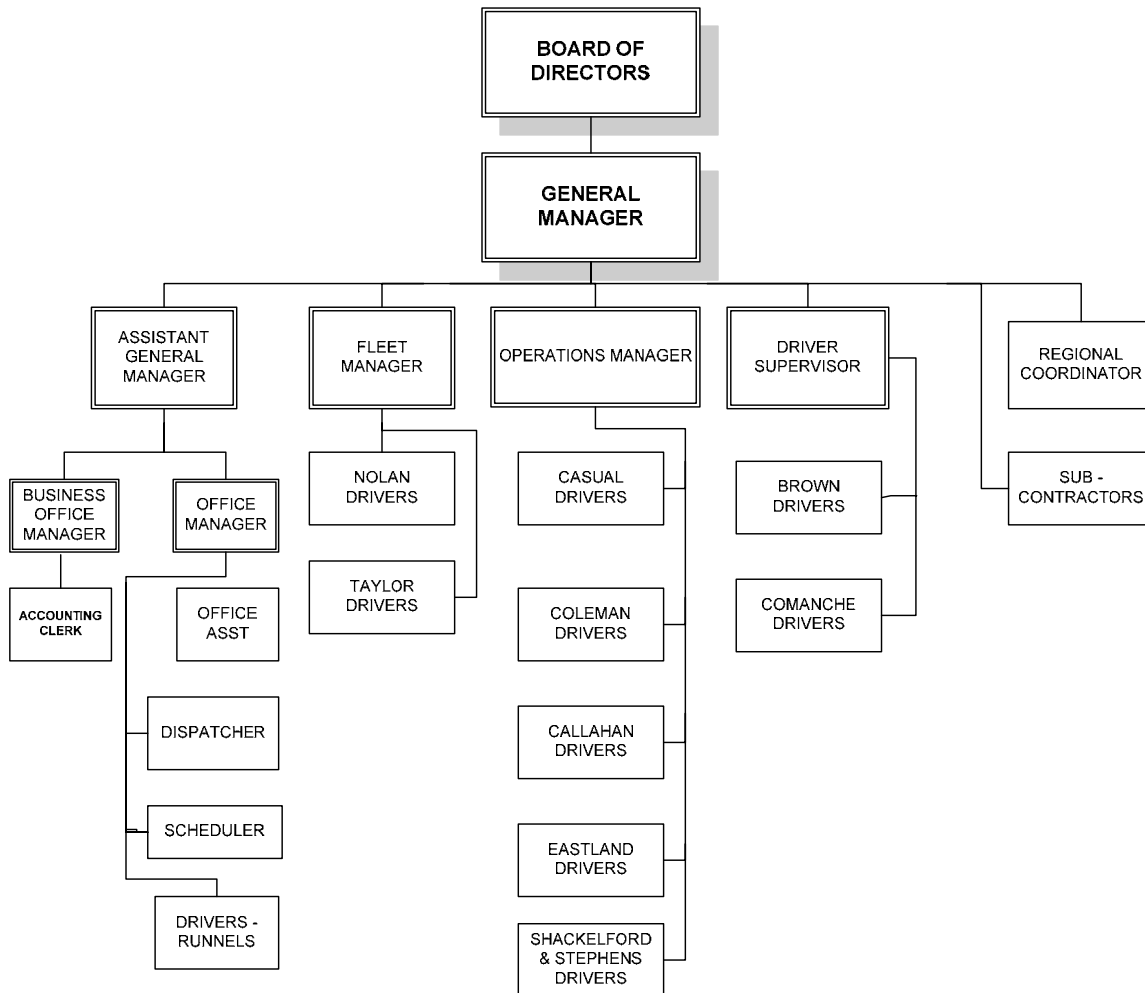 BOARD OF
DIRECTORS
GENERAL
MANAGER
ASSISTANT
GENERAL
MANAGER
FLEET
MANAGER
OPERATIONS MANAGER
DRIVER
SUPERVISOR
REGIONAL
COORDINATOR
BUSINESS
OFFICE
MANAGER
OFFICE
MANAGER
NOLAN
DRIVERS
CASUAL
DRIVERS
BROWN
DRIVERS
SUB -
CONTRACTORS
ACCOUNTING
CLERK
OFFICE
ASST
TAYLOR
DRIVERS
COLEMAN
DRIVERS
COMANCHE
DRIVERS
DISPATCHER
CALLAHAN
DRIVERS
SCHEDULER
EASTLAND
DRIVERS
DRIVERS -
RUNNELS
SHACKELFORD
& STEPHENS
DRIVERS